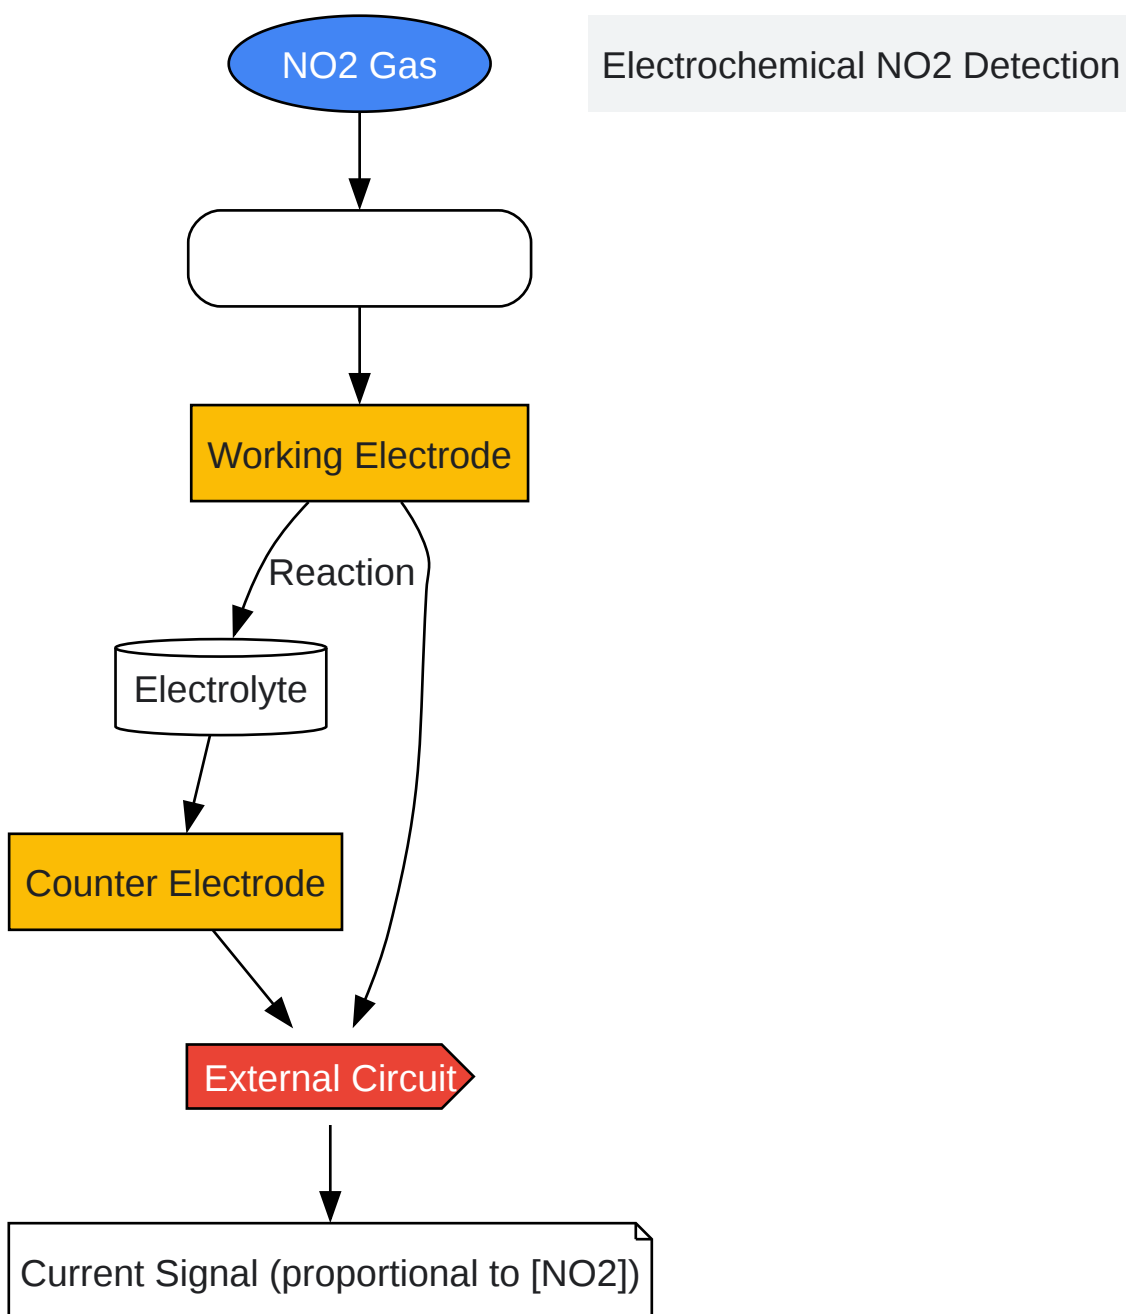 NO2 Gas
Electrochemical NO2 Detection
Working Electrode
Reaction
Electrolyte
Counter Electrode
External Circuit
Current Signal (proportional to [NO2])